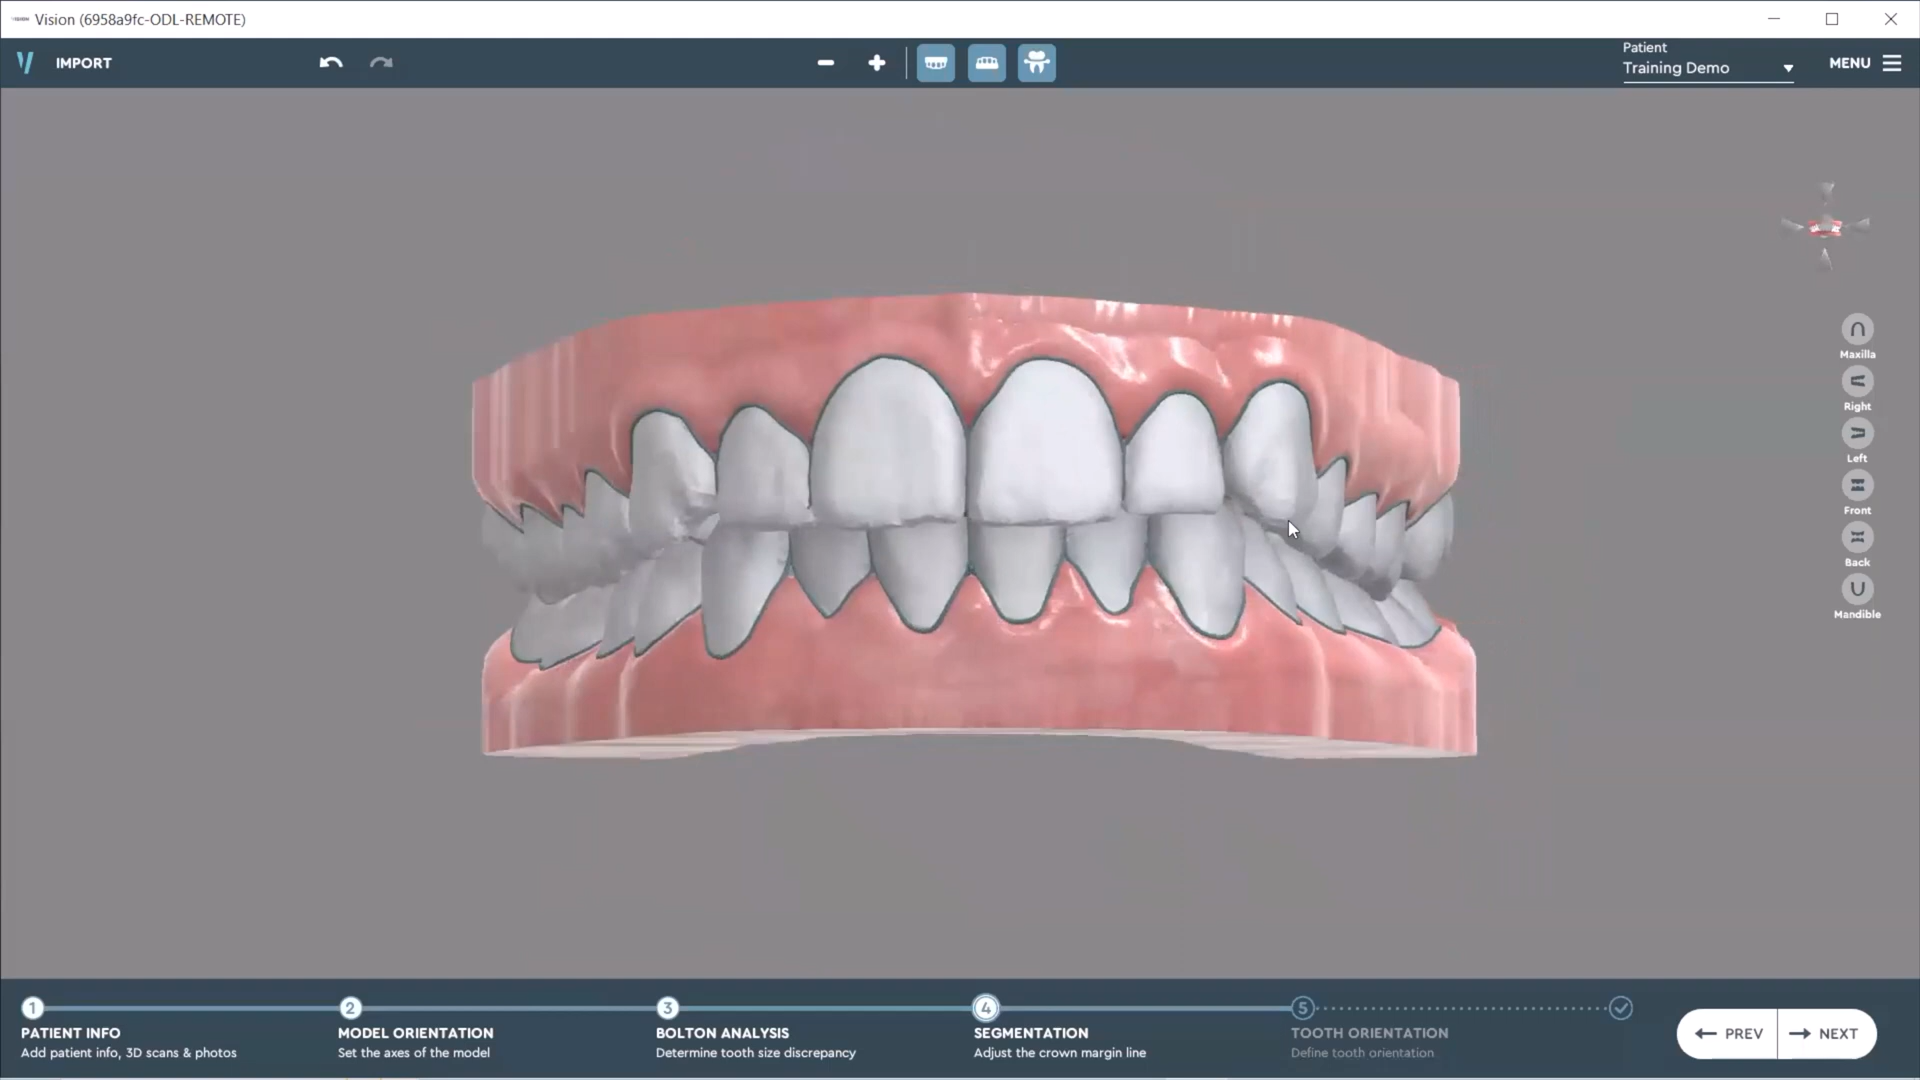 Vision (6958a9fc-ODL-REMOTE)
IMPORT
Patient
Training Demo
MENU
Maxilla
Right
Left
Front
Back
Mandible
1
2
3
4
5
PATIENT INFO
Add patient info, 3D scans & photos
MODEL ORIENTATION
Set the axes of the model
BOLTON ANALYSIS
Determine tooth size discrepancy
SEGMENTATION
Adjust the crown margin line
TOOTH ORIENTATION
Define tooth orientation
PREV
NEXT